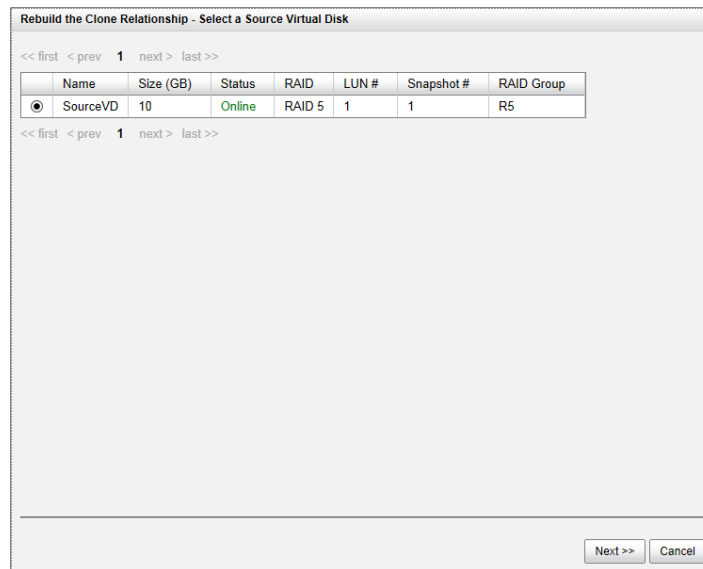 Rebuild the Clone Relationship - Select a Source Virtual Disk
<< first < prev 1 next > last >>
Name Size (GB) Status RAID LUN # Snapshot # RAID Group
SourceVD 10 Online RAID 5 1 1 R5
<< first < prev 1 next > last >>
Next >> Cancel